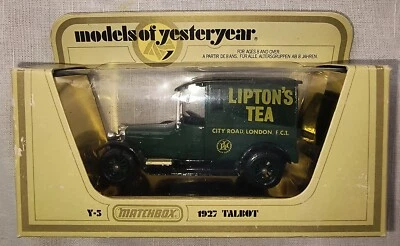 models of yesteryear
FOR AGES 8 AND OVER
A PARTIR DE 8 ANS. FÜR ALLE ALTERSGRUPPEN AB 8 JAHREN
LIPTON'S
TEA
CITY ROAD, LONDON, E.C.1.
Y-5 MATCHBOX 1927 TALBOT